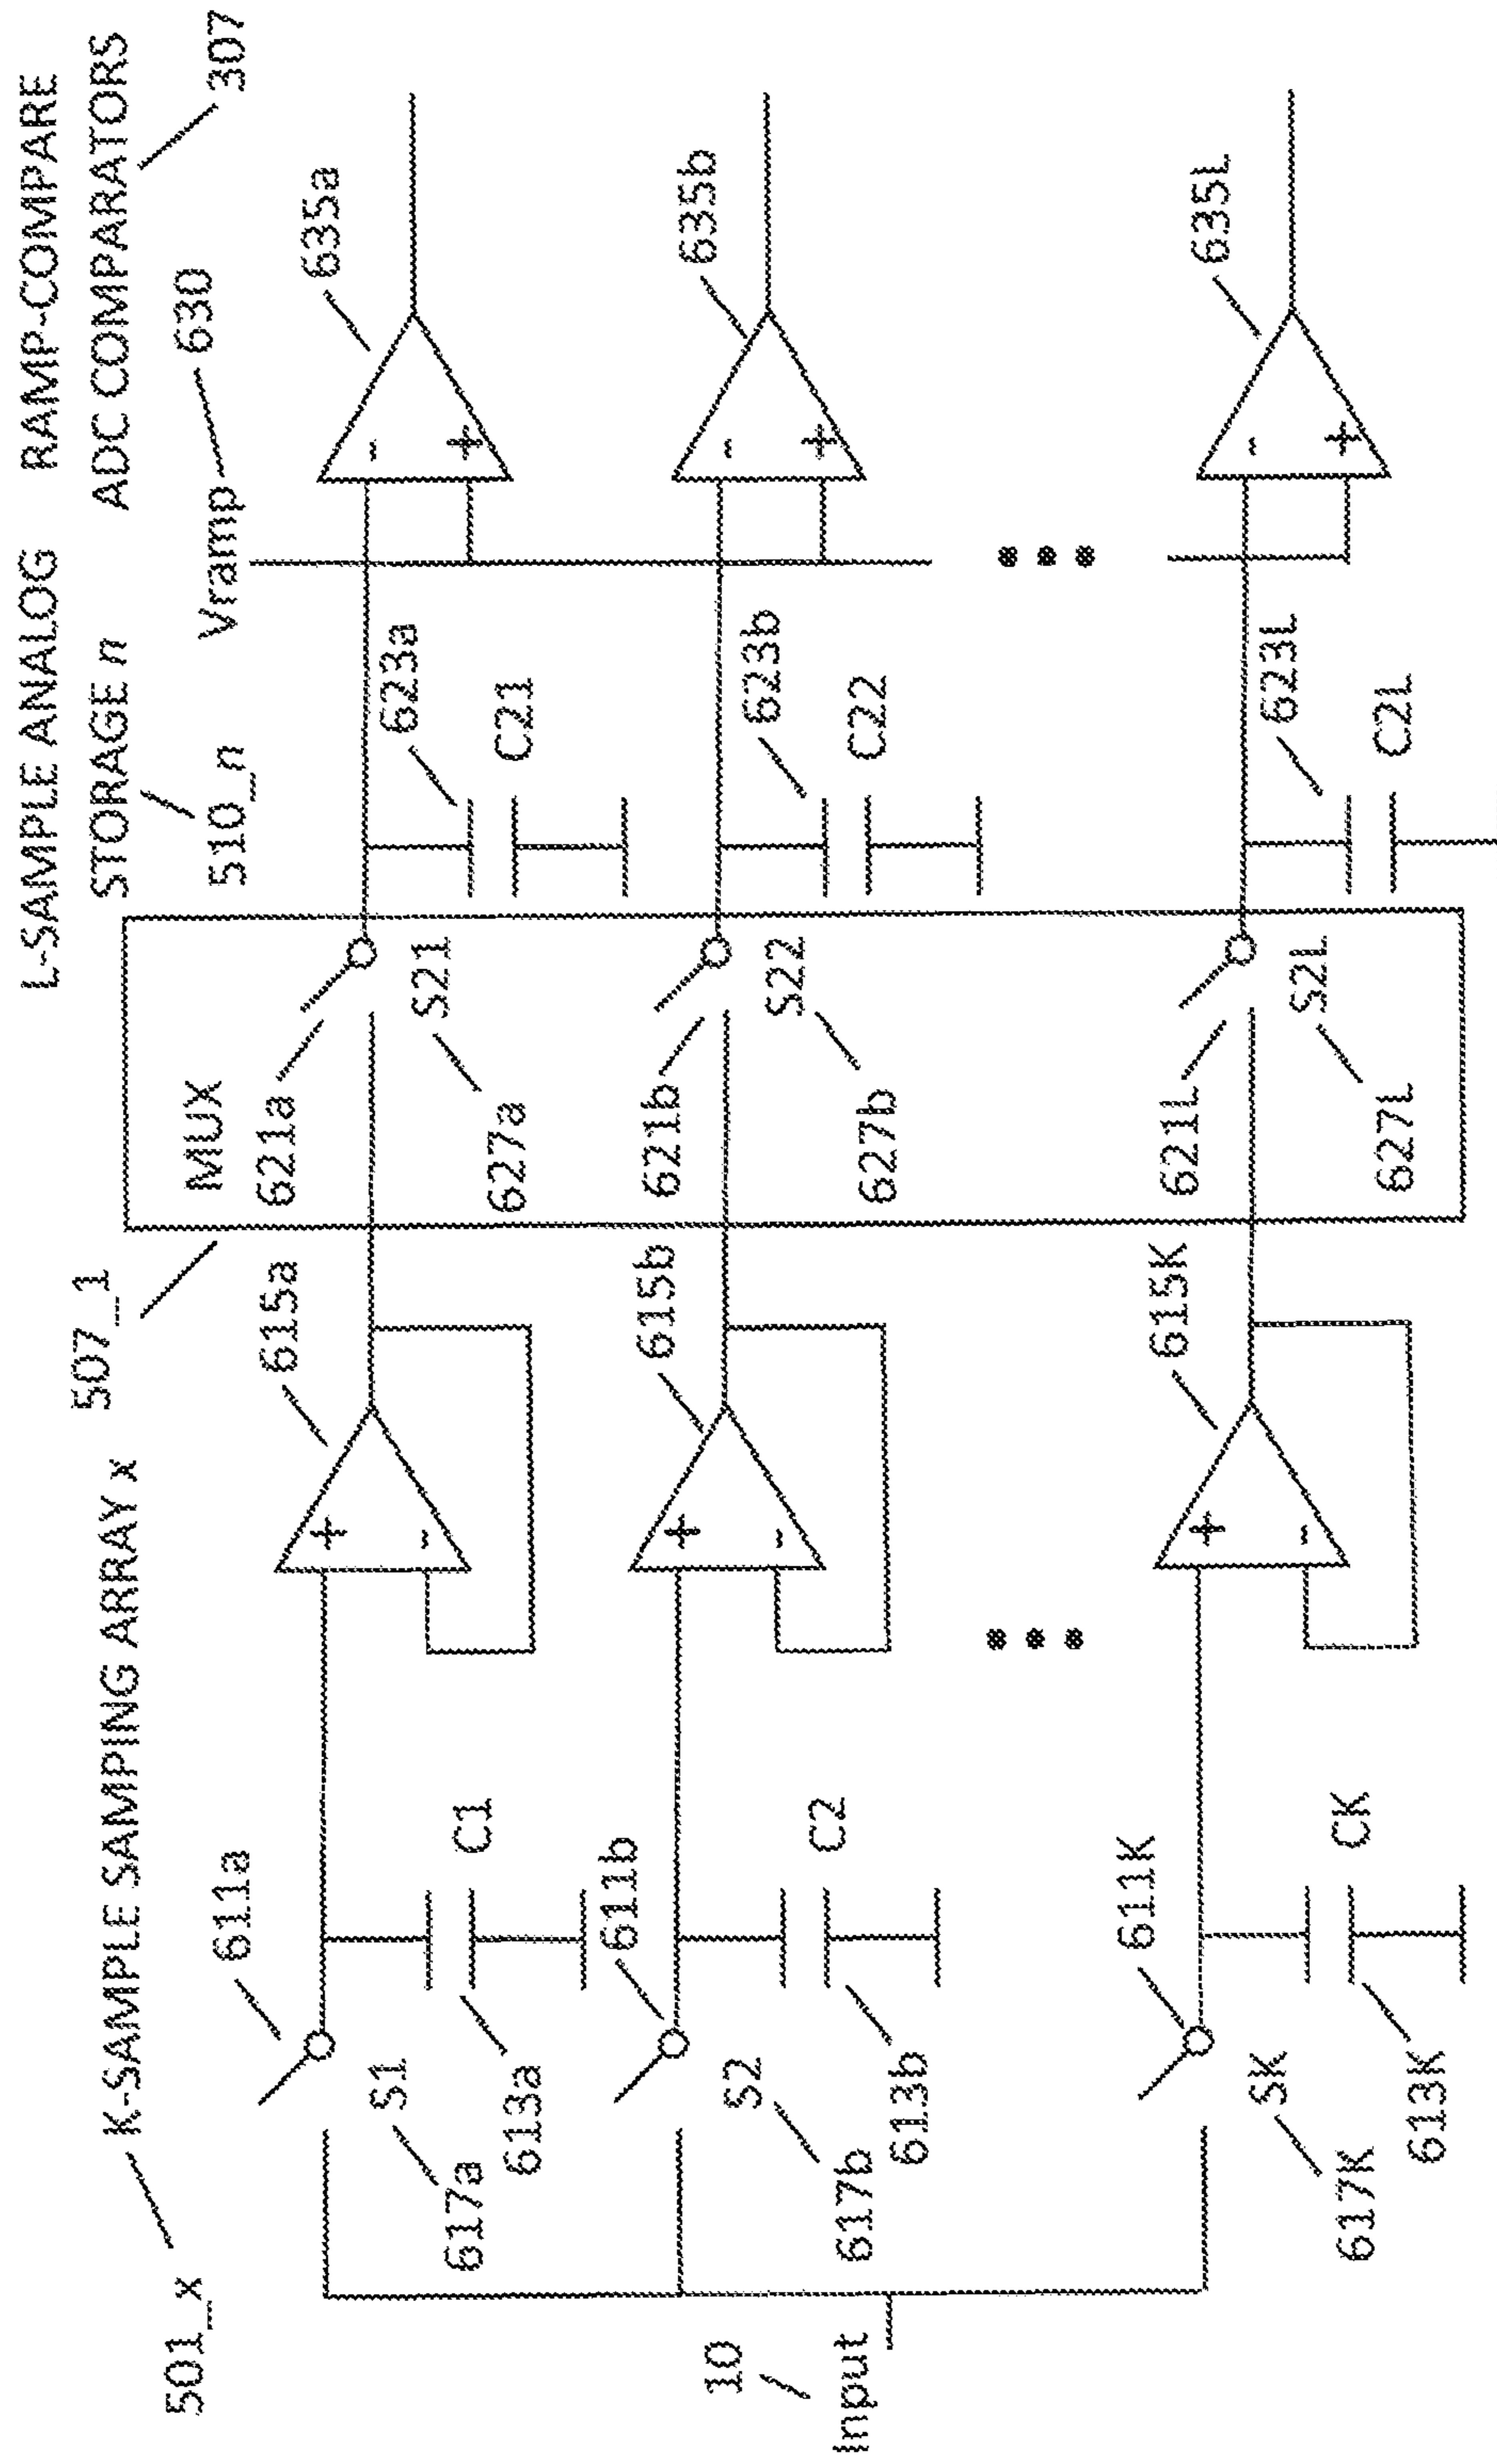 L-SAMPLE ANALOG
STORAGE n
510_n
RAMP-COMPARE
ADC COMPARATORS
307
K-SAMPLE SAMPING ARRAY x
501_x
507_1
MUX
Vramp
630
611a
S1
617a
613a
C1
615a
621a
S21
627a
623a
C21
635a
10
Input
611b
S2
617b
613b
C2
615b
621b
S22
627b
623b
C22
635b
611K
SK
617K
613K
CK
615K
621L
S2L
627L
623L
C2L
635L
+
-
+
-
+
-
-
+
-
+
-
+